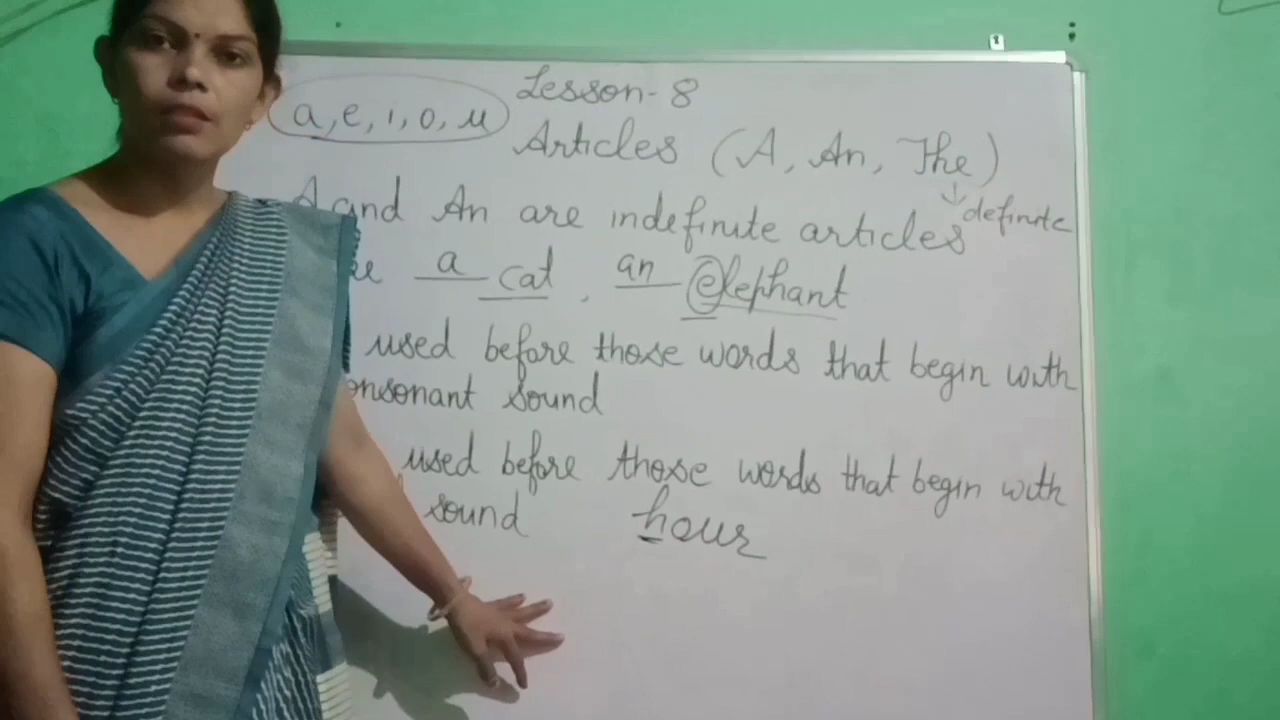 Lesson-8
a, e, i, o, u
Articles (A, An, The)
definite
A and An are indefinite articles
a cat, an elephant
used before those words that begin with
onsonant sound
used before those words that begin with
sound hour